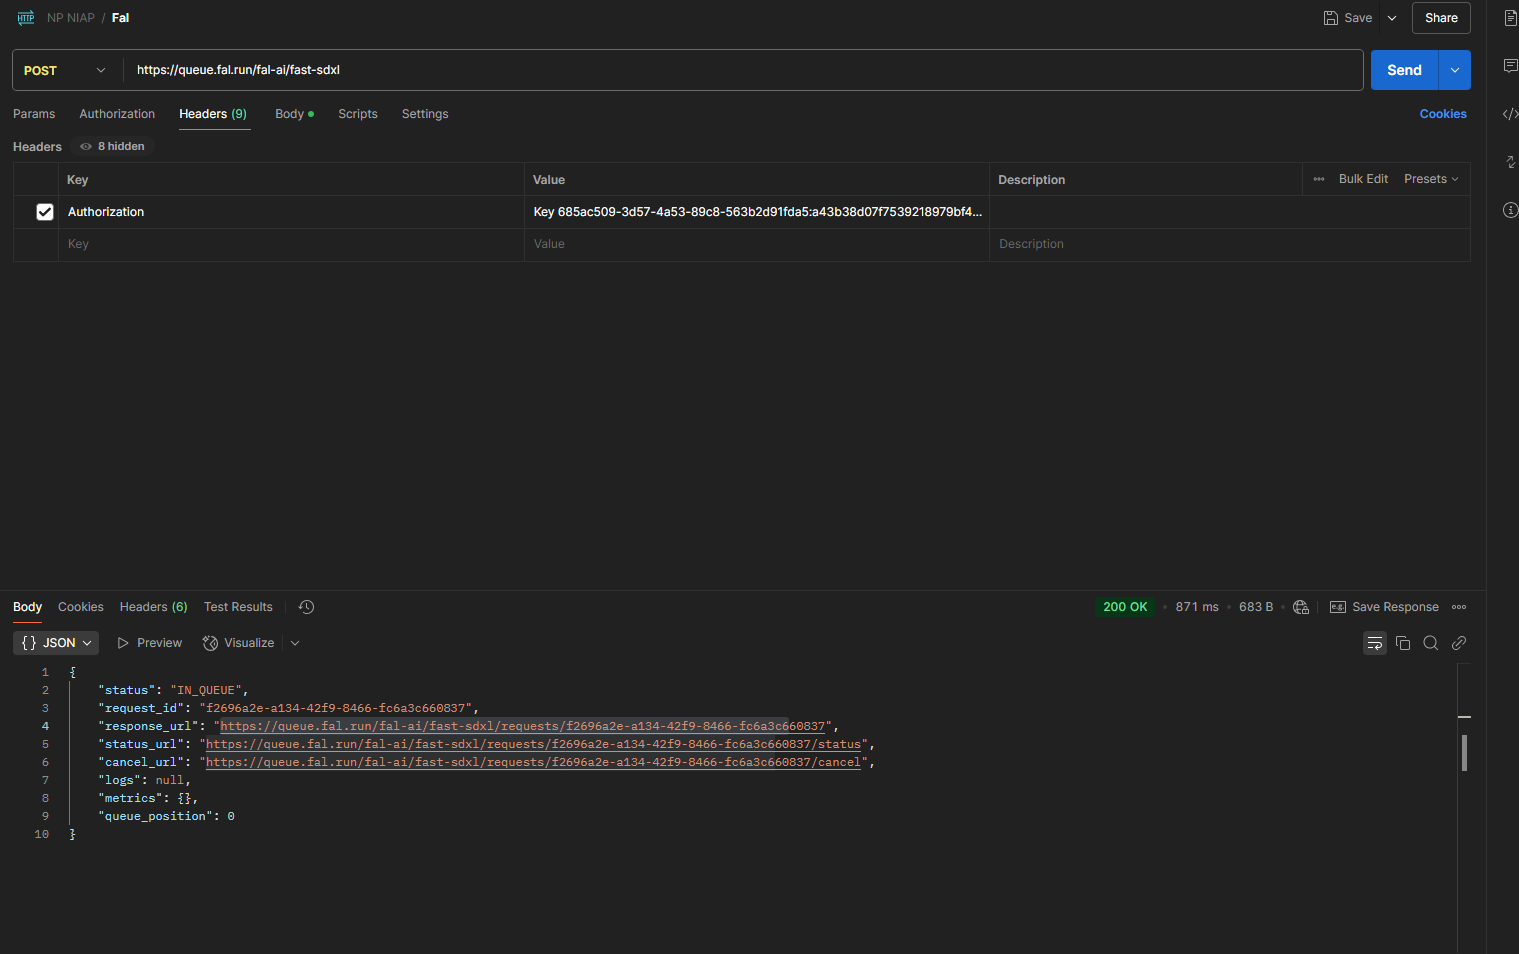 HTTP NP NIAP / Fal Save Share
POST https://queue.fal.run/fal-ai/fast-sdxl Send
Params Authorization Headers (9) Body Scripts Settings Cookies
Headers 8 hidden
Key Value Description Bulk Edit Presets
Authorization Key 685ac509-3d57-4a53-89c8-563b2d91fda5:a43b38d07f7539218979bf4...
Key Value Description
Body Cookies Headers (6) Test Results 200 OK 871 ms 683 B e.g. Save Response
{} JSON Preview Visualize
1 {
2 "status": "IN_QUEUE",
3 "request_id": "f2696a2e-a134-42f9-8466-fc6a3c660837",
4 "response_url": "https://queue.fal.run/fal-ai/fast-sdxl/requests/f2696a2e-a134-42f9-8466-fc6a3c660837",
5 "status_url": "https://queue.fal.run/fal-ai/fast-sdxl/requests/f2696a2e-a134-42f9-8466-fc6a3c660837/status",
6 "cancel_url": "https://queue.fal.run/fal-ai/fast-sdxl/requests/f2696a2e-a134-42f9-8466-fc6a3c660837/cancel",
7 "logs": null,
8 "metrics": {},
9 "queue_position": 0
10 }